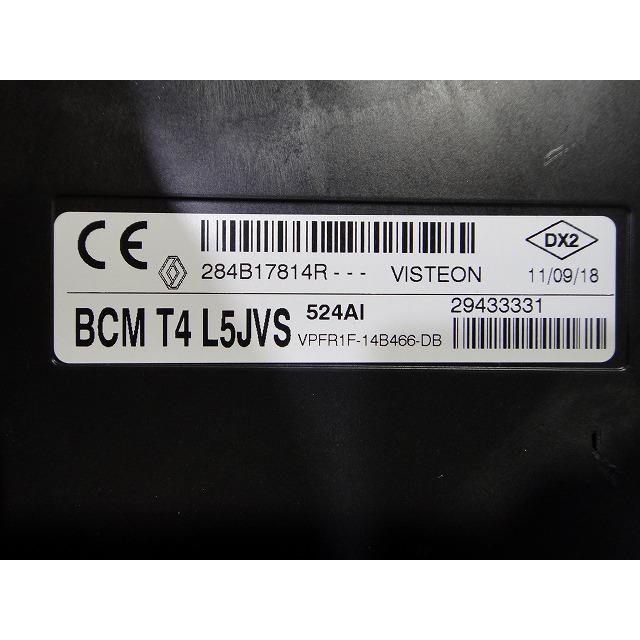 CE
284B17814R - - - VISTEON
DX2
11/09/18
BCM T4 L5JVS
524AI
VPFR1F-14B466-DB
29433331